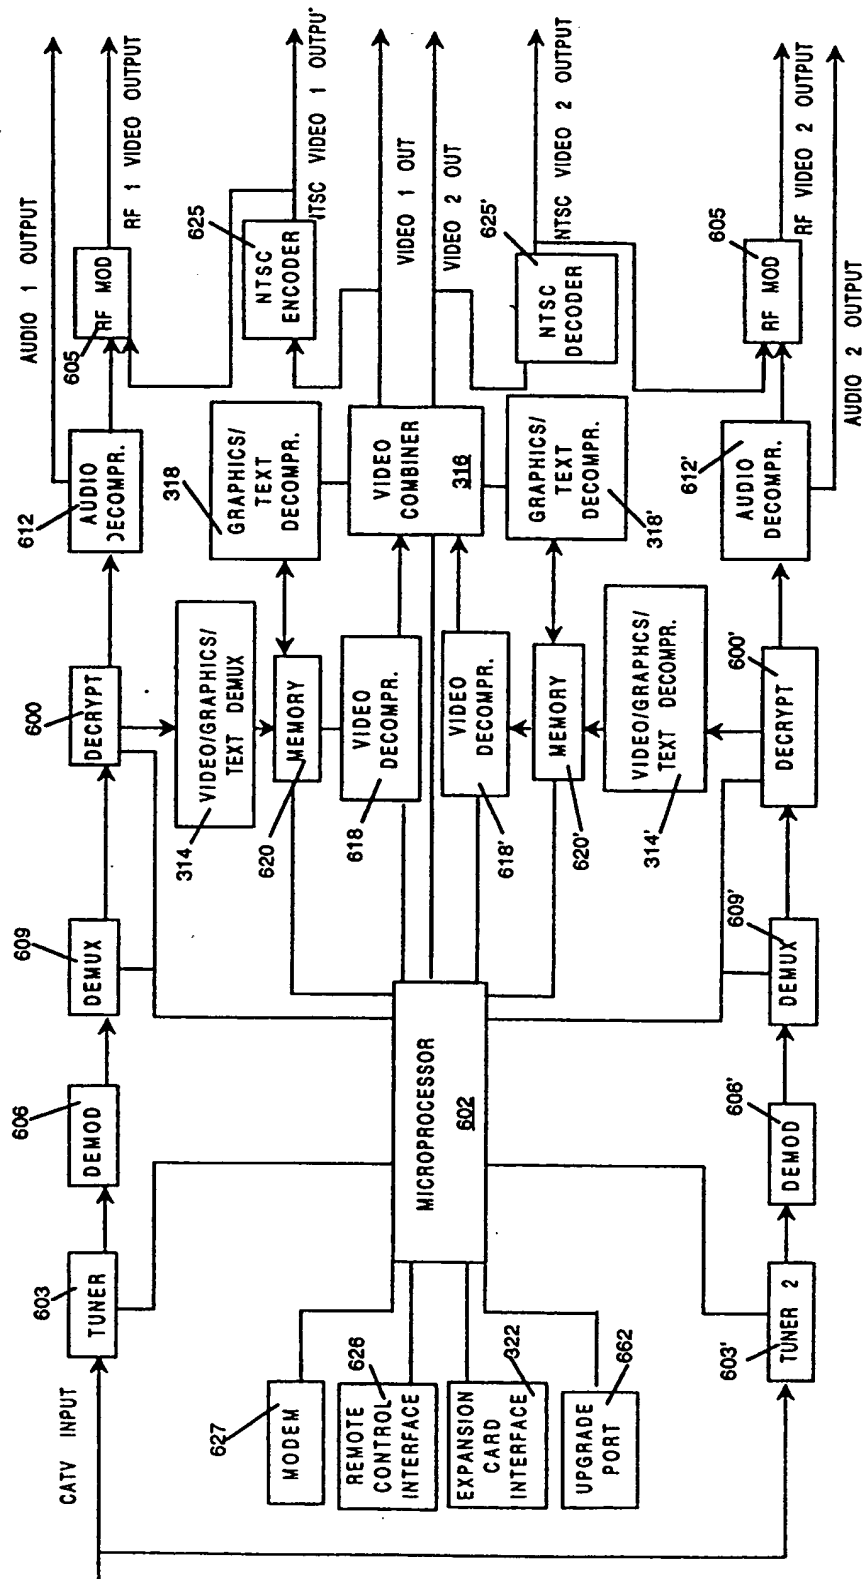 CATV INPUT
603
TUNER
606
DEMOD
609
DEMUX
600
DECRYPT
612
AUDIO
DECOMPR.
605
RF MOD
AUDIO 1 OUTPUT
RF 1 VIDEO OUTPUT
314
VIDEO/GRAPHICS/
TEXT DEMUX
318
GRAPHICS/
TEXT
DECOMPR.
625
NTSC
ENCODER
NTSC VIDEO 1 OUTPUT
627
MODEM
620
MEMORY
626
REMOTE
CONTROL
INTERFACE
618
VIDEO
DECOMPR.
VIDEO
COMBINER
316
VIDEO 1 OUT
VIDEO 2 OUT
MICROPROCESSOR
602
322
EXPANSION
CARD
INTERFACE
618'
VIDEO
DECOMPR.
318'
GRAPHICS/
TEXT
DECOMPR.
625'
NTSC
DECODER
NTSC VIDEO 2 OUTPUT
662
UPGRADE
PORT
620'
MEMORY
314'
VIDEO/GRAPHCS/
TEXT DECOMPR.
603'
TUNER 2
606'
DEMOD
609'
DEMUX
600'
DECRYPT
612'
AUDIO
DECOMPR.
605
RF MOD
RF VIDEO 2 OUTPUT
AUDIO 2 OUTPUT